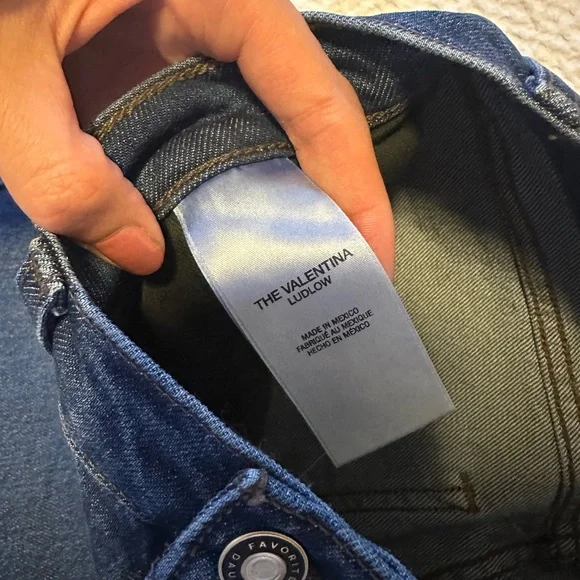 THE VALENTINA
LUDLOW
MADE IN MEXICO
FABRIQUÉ AU MEXIQUE
HECHO EN MÉXICO
FAVORITE
DAU